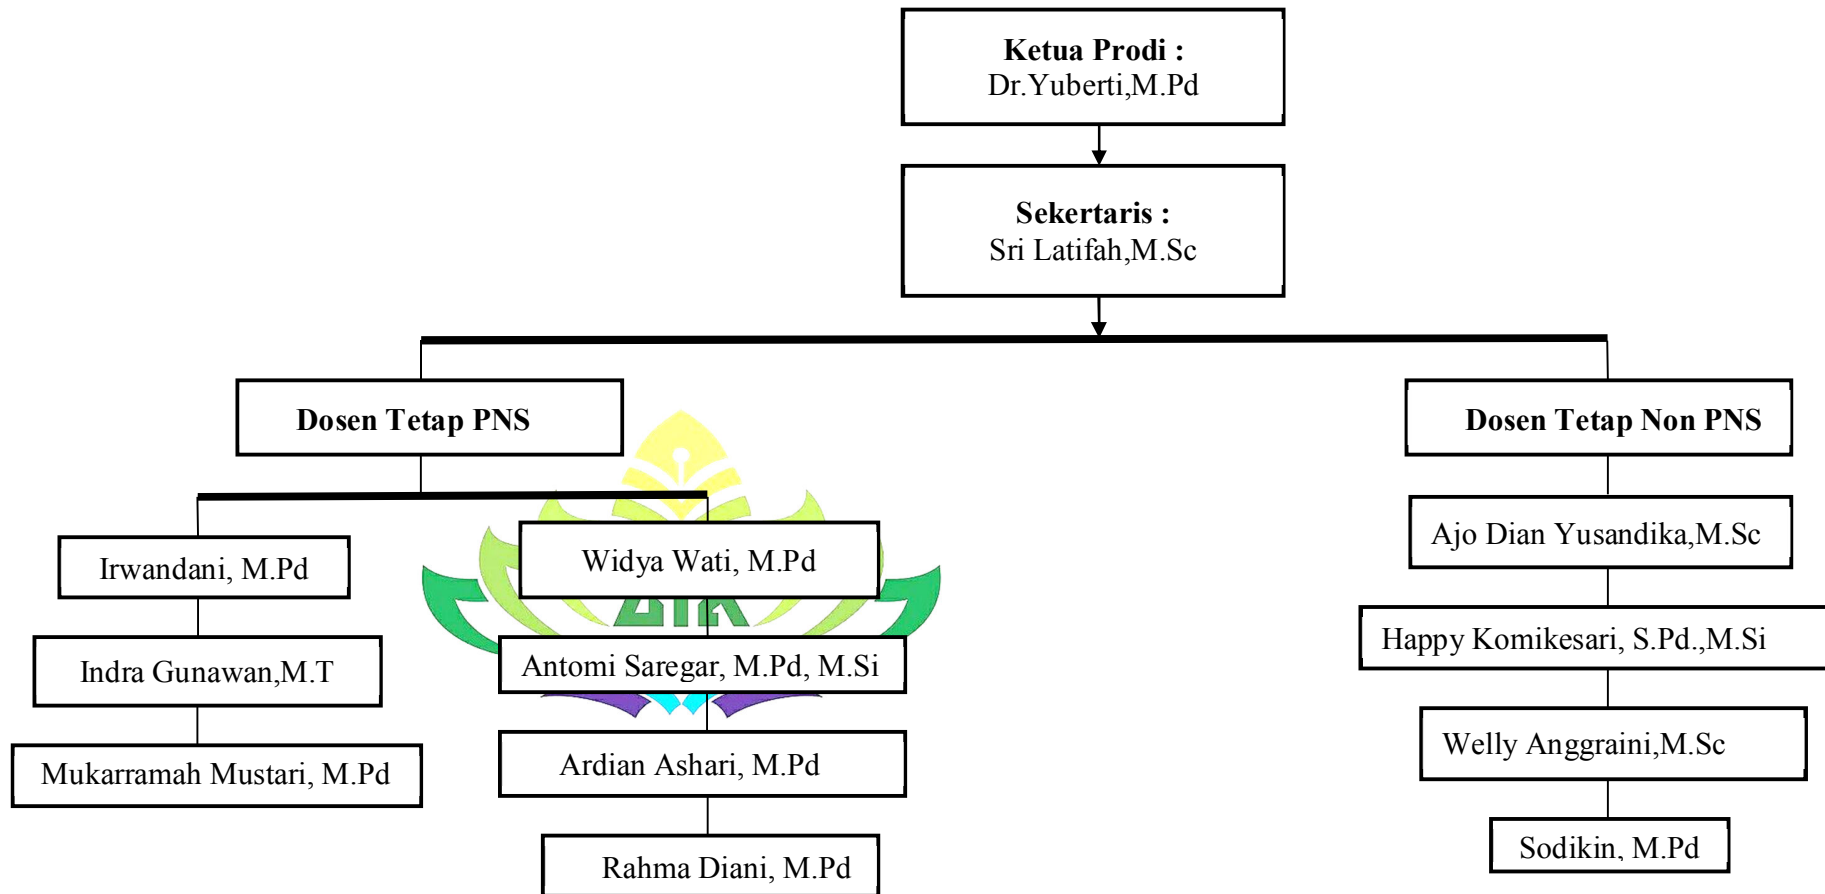 Ketua Prodi :
Dr.Yuberti,M.Pd
Sekertaris :
Sri Latifah,M.Sc
Dosen Tetap PNS
Dosen Tetap Non PNS
Irwandani, M.Pd
Indra Gunawan,M.T
Mukarramah Mustari, M.Pd
Widya Wati, M.Pd
Antomi Saregar, M.Pd, M.Si
Ardian Ashari, M.Pd
Rahma Diani, M.Pd
Ajo Dian Yusandika,M.Sc
Happy Komikesari, S.Pd.,M.Si
Welly Anggraini,M.Sc
Sodikin, M.Pd